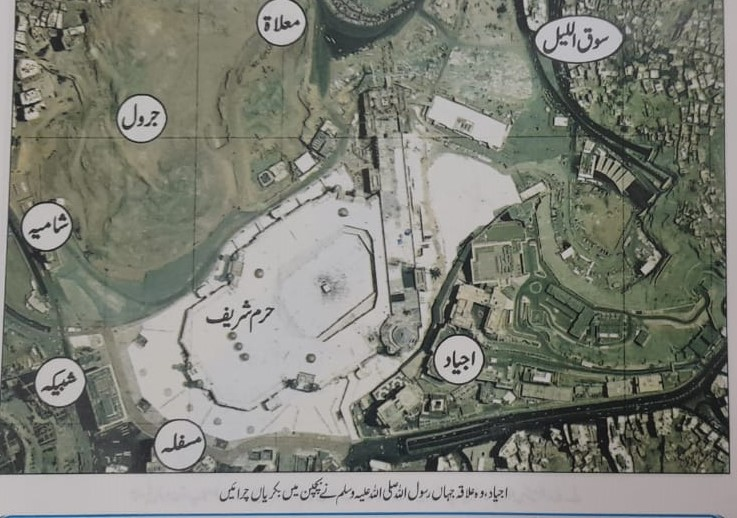 معلاة
سوق اللیل
جرول
شامیہ
حرم شریف
اجیاد
شبیکہ
مسفلہ
اجیاد، وہ علاقہ جہاں رسول اللہ صلی اللہ علیہ وسلم نے بچپن میں بکریاں چرائیں